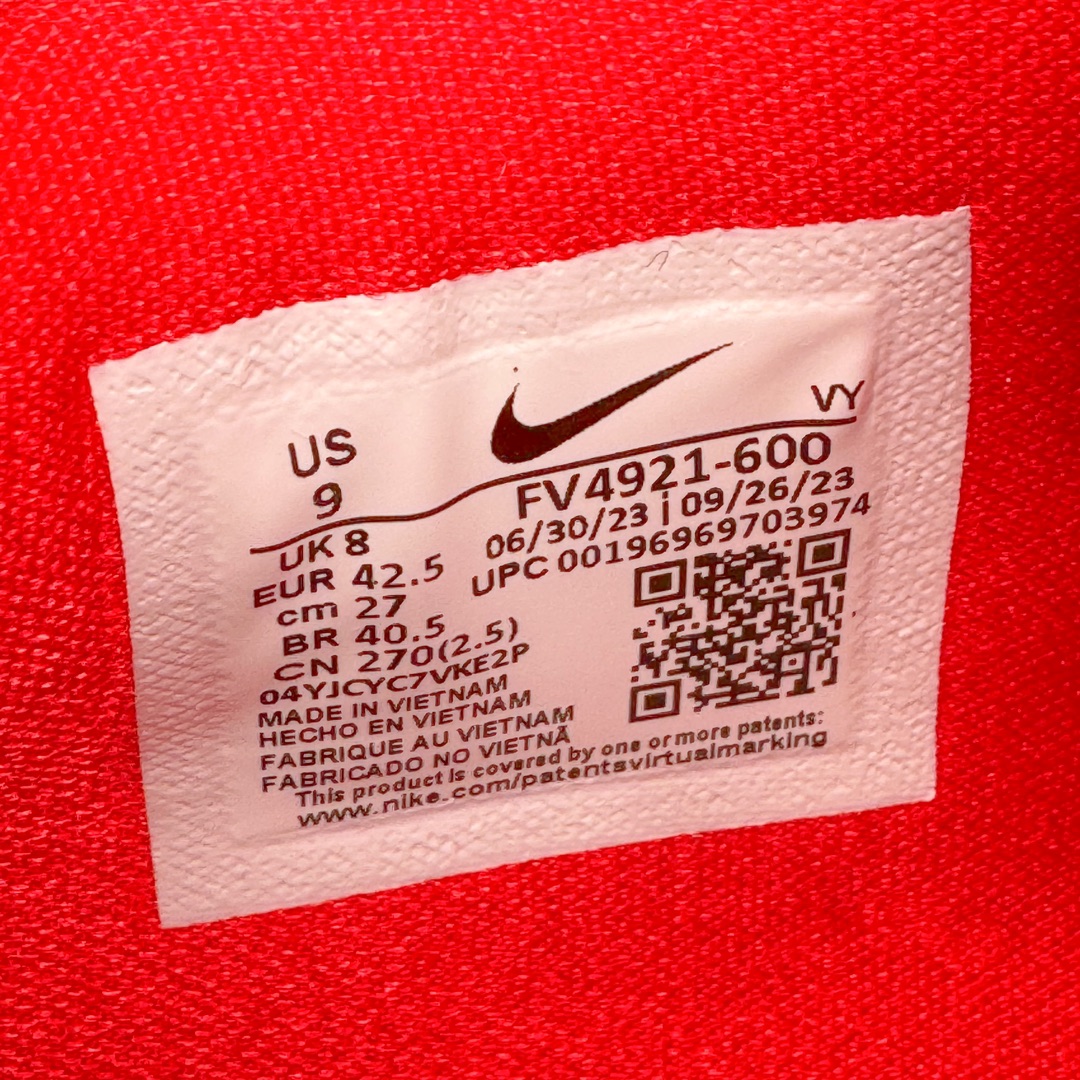 VY
US
9
FV4921-600
06/30/23 | 09/26/23
UPC 00196969703974
UK 8
EUR 42.5
cm 27
BR 40.5
CN 270(2.5)
04YJCYC7VKE2P
MADE IN VIETNAM
HECHO EN VIETNAM
FABRIQUE AU VIETNAM
FABRICADO NO VIETNÃ
This product is covered by one or more patents:
www.nike.com/patentsvirtualmarking